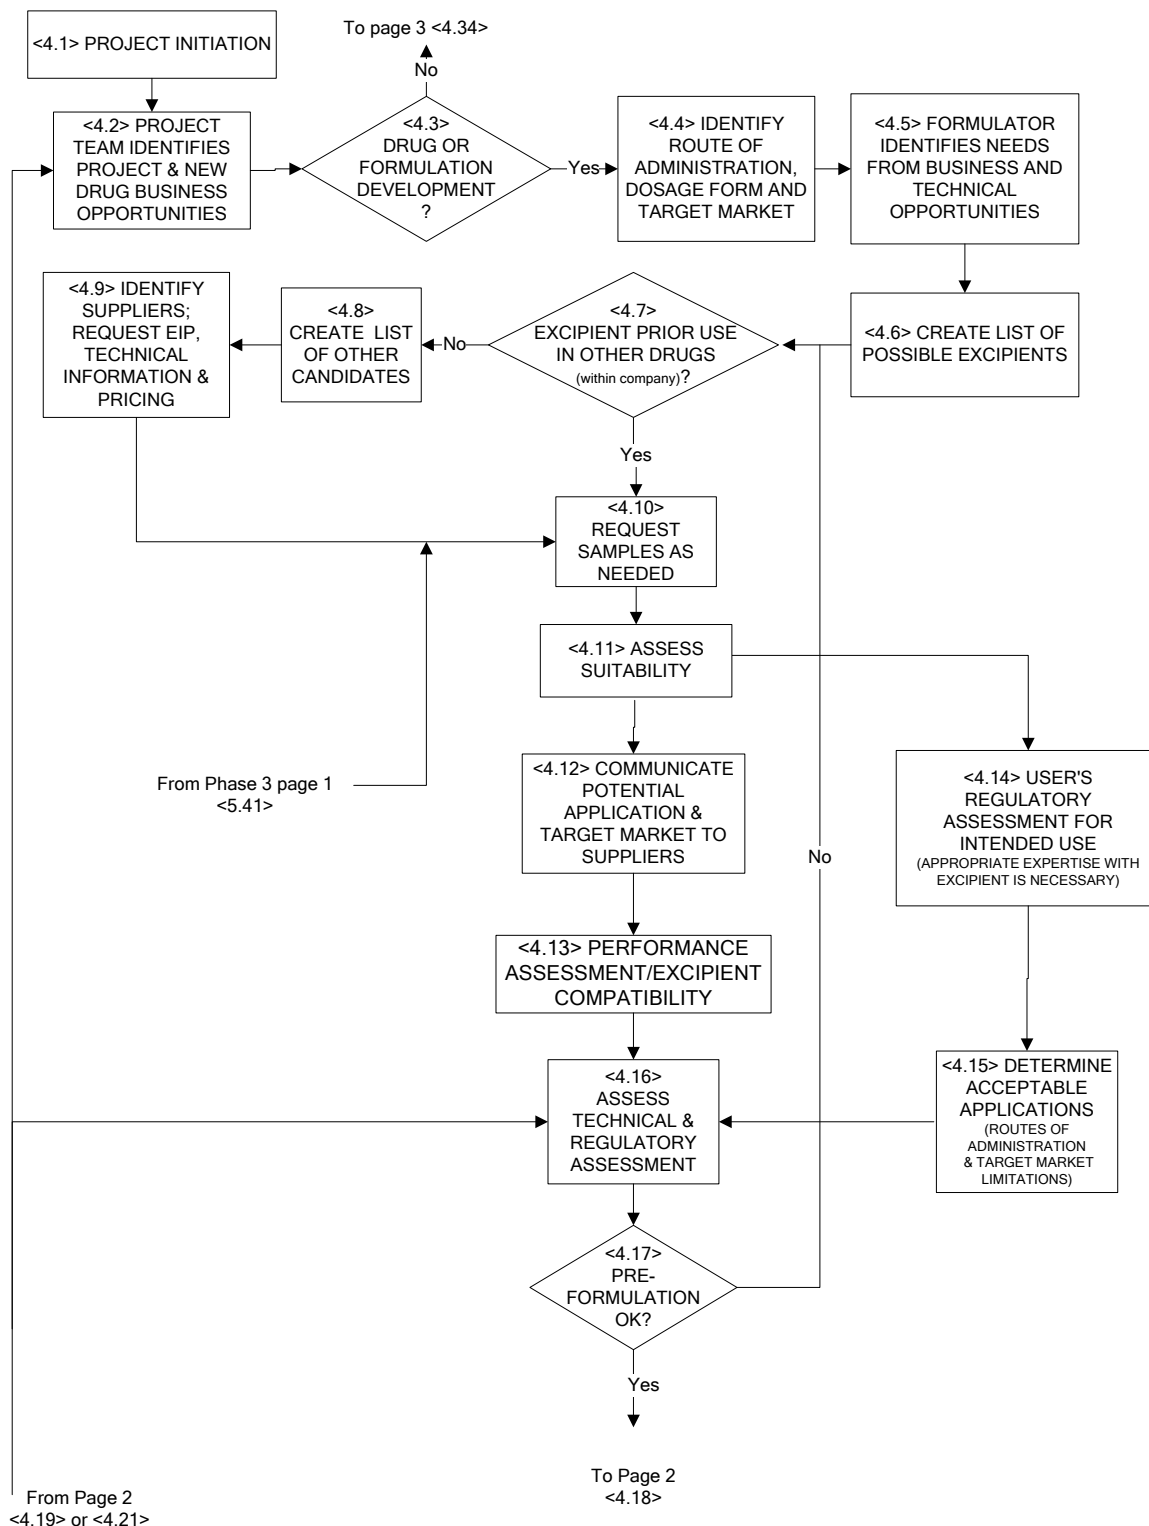 <4.1> PROJECT INITIATION
To page 3 <4.34>
No
<4.2> PROJECT
TEAM IDENTIFIES
PROJECT & NEW
DRUG BUSINESS
OPPORTUNITIES
<4.3>
DRUG OR
FORMULATION
DEVELOPMENT
?
Yes
<4.4> IDENTIFY
ROUTE OF
ADMINISTRATION,
DOSAGE FORM AND
TARGET MARKET
<4.5> FORMULATOR
IDENTIFIES NEEDS
FROM BUSINESS AND
TECHNICAL
OPPORTUNITIES
<4.9> IDENTIFY
SUPPLIERS;
REQUEST EIP,
TECHNICAL
INFORMATION &
PRICING
<4.8>
CREATE LIST
OF OTHER
CANDIDATES
No
<4.7>
EXCIPIENT PRIOR USE
IN OTHER DRUGS
(within company)?
<4.6> CREATE LIST OF
POSSIBLE EXCIPIENTS
Yes
<4.10>
REQUEST
SAMPLES AS
NEEDED
<4.11> ASSESS
SUITABILITY
From Phase 3 page 1
<5.41>
<4.12> COMMUNICATE
POTENTIAL
APPLICATION &
TARGET MARKET TO
SUPPLIERS
No
<4.14> USER'S
REGULATORY
ASSESSMENT FOR
INTENDED USE
(APPROPRIATE EXPERTISE WITH
EXCIPIENT IS NECESSARY)
<4.13> PERFORMANCE
ASSESSMENT/EXCIPIENT
COMPATIBILITY
<4.16>
ASSESS
TECHNICAL &
REGULATORY
ASSESSMENT
<4.15> DETERMINE
ACCEPTABLE
APPLICATIONS
(ROUTES OF
ADMINISTRATION
& TARGET MARKET
LIMITATIONS)
<4.17>
PRE-
FORMULATION
OK?
Yes
To Page 2
<4.18>
From Page 2
<4.19> or <4.21>